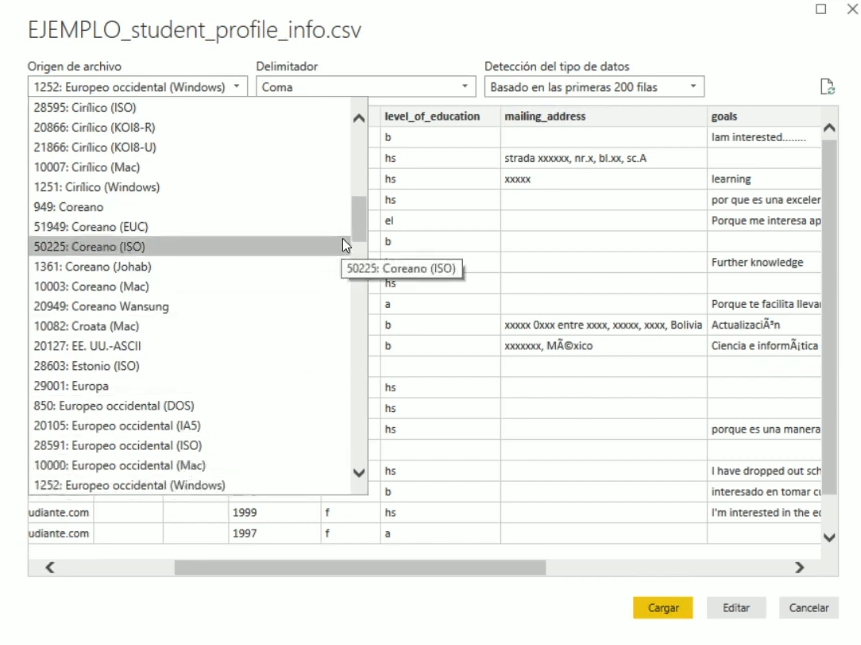 EJEMPLO_student_profile_info.csv
Origen de archivo
Delimitador
Detección del tipo de datos
1252: Europeo occidental (Windows)
Coma
Basado en las primeras 200 filas
28595: Cirílico (ISO)
20866: Cirílico (KOI8-R)
21866: Cirílico (KOI8-U)
10007: Cirílico (Mac)
1251: Cirílico (Windows)
949: Coreano
51949: Coreano (EUC)
50225: Coreano (ISO)
1361: Coreano (Johab)
10003: Coreano (Mac)
20949: Coreano Wansung
10082: Croata (Mac)
20127: EE. UU.-ASCII
28603: Estonio (ISO)
29001: Europa
850: Europeo occidental (DOS)
20105: Europeo occidental (IA5)
28591: Europeo occidental (ISO)
10000: Europeo occidental (Mac)
1252: Europeo occidental (Windows)
50225: Coreano (ISO)
level_of_education mailing_address goals
b Iam interested........
hs strada xxxxxx, nr.x, bl.xx, sc.A
hs xxxxx learning
hs por que es una exceler
el Porque me interesa ap
b
Further knowledge
hs
a Porque te facilita lleva
b xxxxx 0xxx entre xxxx, xxxxx, xxxx, Bolivia ActualizaciÃ³n
b xxxxxxx, MÃ©xico Ciencia e informÃ¡tica
hs
hs
hs porque es una manera
hs I have dropped out sch
b interesado en tomar cu
udiante.com 1999 f hs I'm interested in the ec
udiante.com 1997 f a
Cargar
Editar
Cancelar